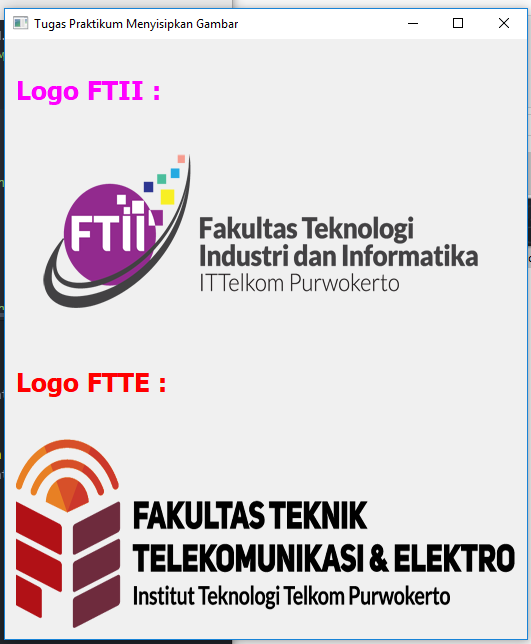 Tugas Praktikum Menyisipkan Gambar
Logo FTII :
FTII
Fakultas Teknologi
Industri dan Informatika
ITTelkom Purwokerto
Logo FTTE :
FAKULTAS TEKNIK
TELEKOMUNIKASI & ELEKTRO
Institut Teknologi Telkom Purwokerto